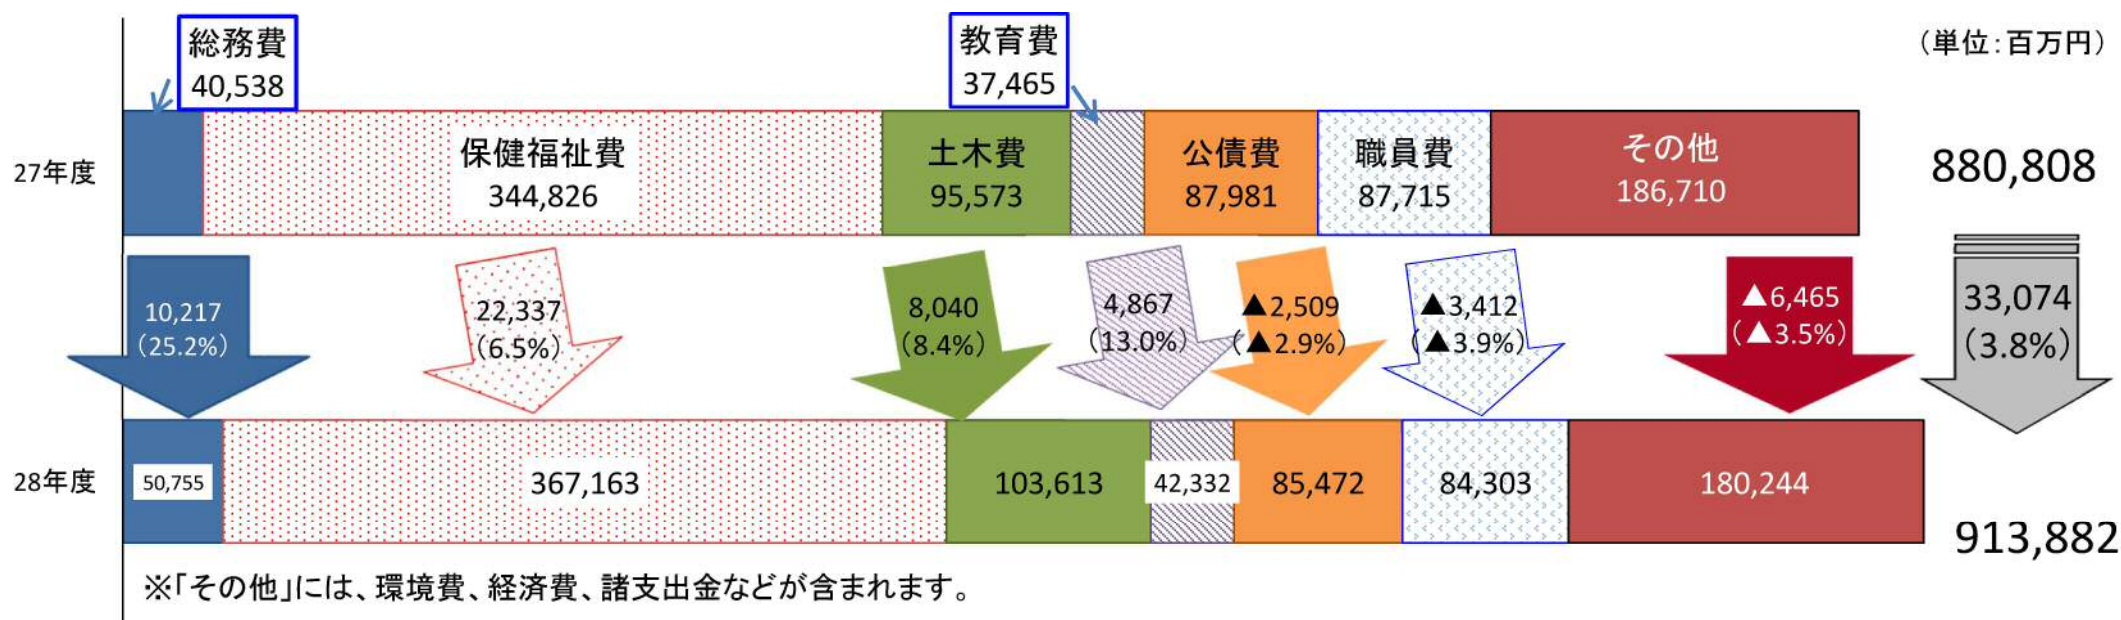 総務費
40,538
教育費
37,465
（単位：百万円）
27年度
保健福祉費
344,826
土木費
95,573
公債費
87,981
職員費
87,715
その他
186,710
880,808
10,217
(25.2%)
22,337
(6.5%)
8,040
(8.4%)
4,867
(13.0%)
▲2,509
(▲2.9%)
▲3,412
(▲3.9%)
▲6,465
(▲3.5%)
33,074
(3.8%)
28年度
50,755
367,163
103,613
42,332
85,472
84,303
180,244
913,882
※「その他」には、環境費、経済費、諸支出金などが含まれます。